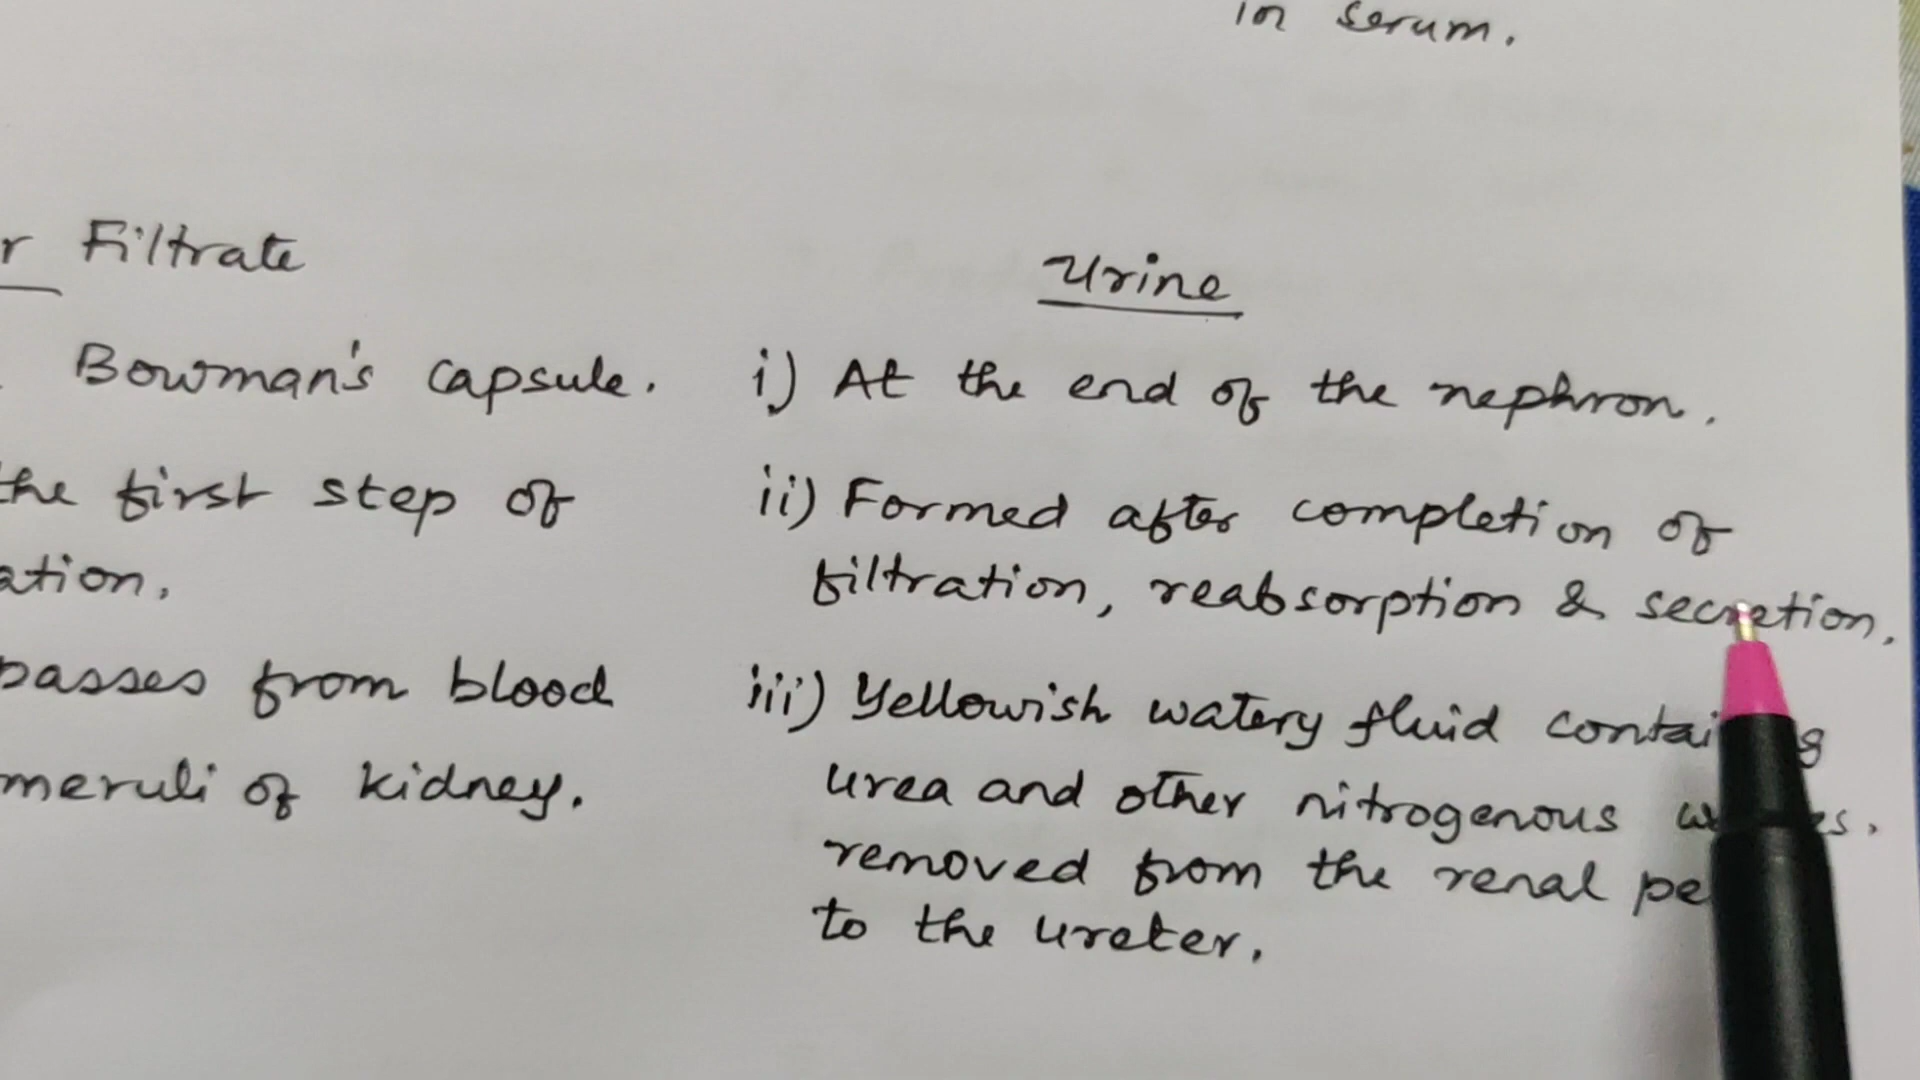 in serum.
r Filtrate
Bowman's capsule.
the first step of
ation.
passes from blood
meruli of kidney.
Urine
i) At the end of the nephron.
ii) Formed after completion of
filtration, reabsorption & secretion.
iii) Yellowish watery fluid
urea and other nitrogenous
removed from the renal
to the ureter.